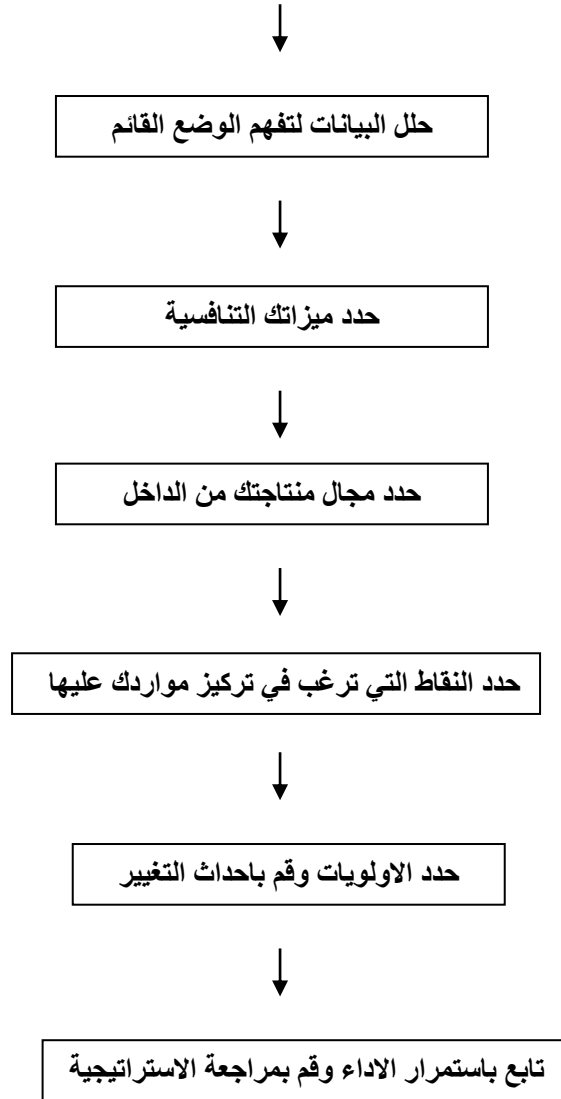 حلل البيانات لتفهم الوضع القائم
حدد ميزاتك التنافسية
حدد مجال منتاجتك من الداخل
حدد النقاط التي ترغب في تركيز مواردك عليها
حدد الاولويات وقم باحداث التغيير
تابع باستمرار الاداء وقم بمراجعة الاستراتيجية